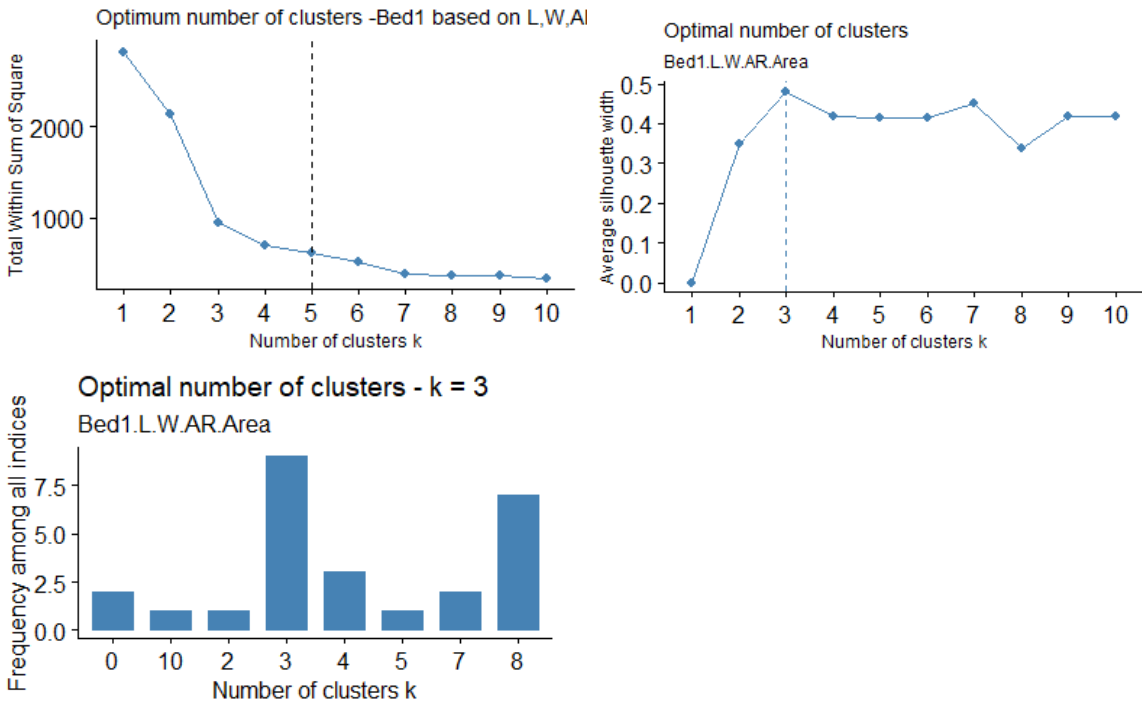 Optimum number of clusters -Bed1 based on L,W,Al
Total Within Sum of Square
2000
1000
1 2 3 4 5 6 7 8 9 10
Number of clusters k
Optimal number of clusters
Bed1.L.W.AR.Area
Average silhouette width
0.5
0.4
0.3
0.2
0.1
0.0
1 2 3 4 5 6 7 8 9 10
Number of clusters k
Optimal number of clusters - k = 3
Bed1.L.W.AR.Area
Frequency among all indices
7.5
5.0
2.5
0.0
0 10 2 3 4 5 7 8
Number of clusters k